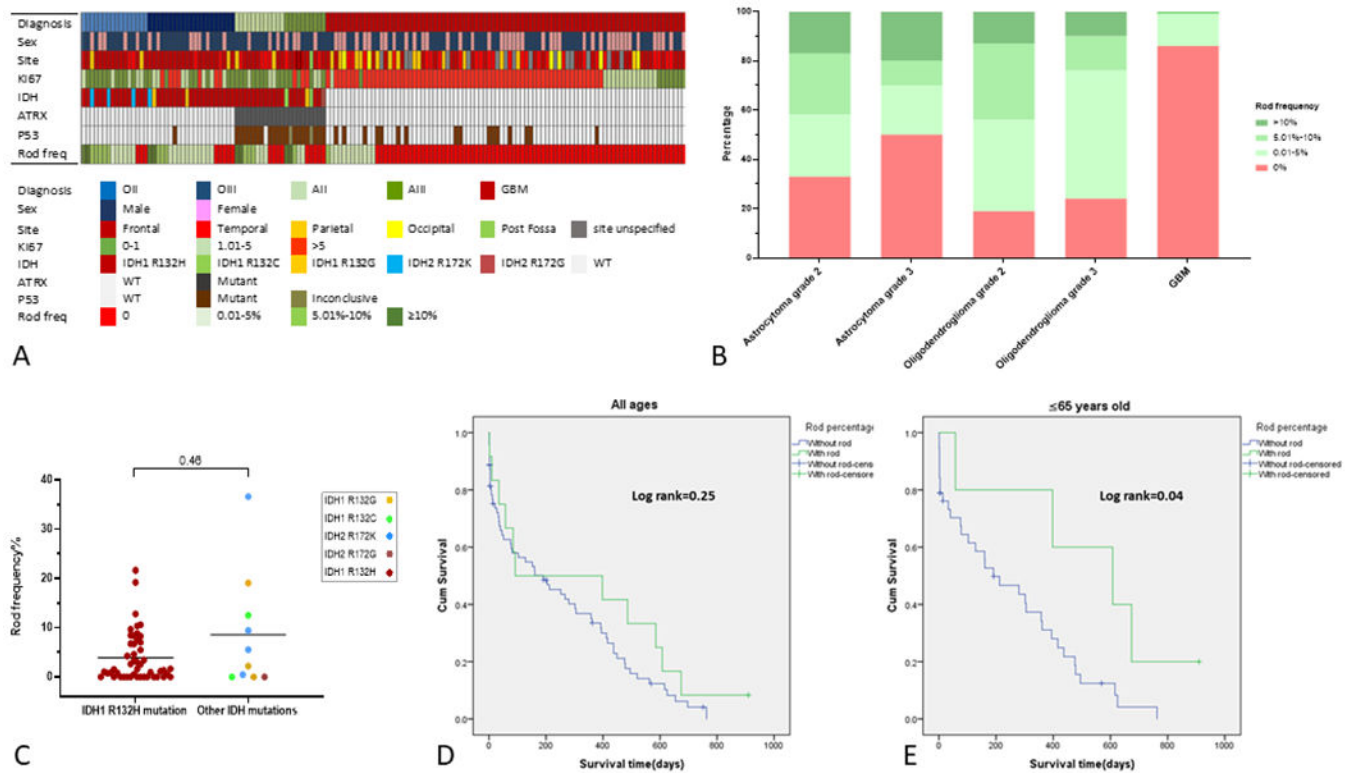 Diagnosis
Sex
Site
KI67
IDH
ATRX
P53
Rod freq
Diagnosis OII OIII AII AIII GBM
Sex Male Female
Site Frontal Temporal Parietal Occipital Post Fossa site unspecified
KI67 0-1 1.01-5 >5
IDH IDH1 R132H IDH1 R132C IDH1 R132G IDH2 R172K IDH2 R172G WT
ATRX WT Mutant
P53 WT Mutant Inconclusive
Rod freq 0 0.01-5% 5.01%-10% ≥10%
A
100
80
60
40
20
0
Percentage
Astrocytoma grade 2
Astrocytoma grade 3
Oligodendroglioma grade 2
Oligodendroglioma grade 3
GBM
Rod frequency
>10%
5.01%-10%
0.01-5%
0%
B
0.46
40
30
20
10
0
Rod frequency%
IDH1 R132H mutation Other IDH mutations
IDH1 R132G
IDH1 R132C
IDH2 R172K
IDH2 R172G
IDH1 R132H
C
All ages
Rod percentage
Without rod
With rod
Without rod-cense
With rod-censored
Log rank=0.25
1.0
0.8
0.6
0.4
0.2
0.0
Cum Survival
0 200 400 600 800 1000
Survival time(days)
D
≤65 years old
Rod percentage
Without rod
With rod
Without rod-censored
With rod-censored
Log rank=0.04
1.0
0.8
0.6
0.4
0.2
0.0
Cum Survival
0 200 400 600 800 1000
Survival time(days)
E